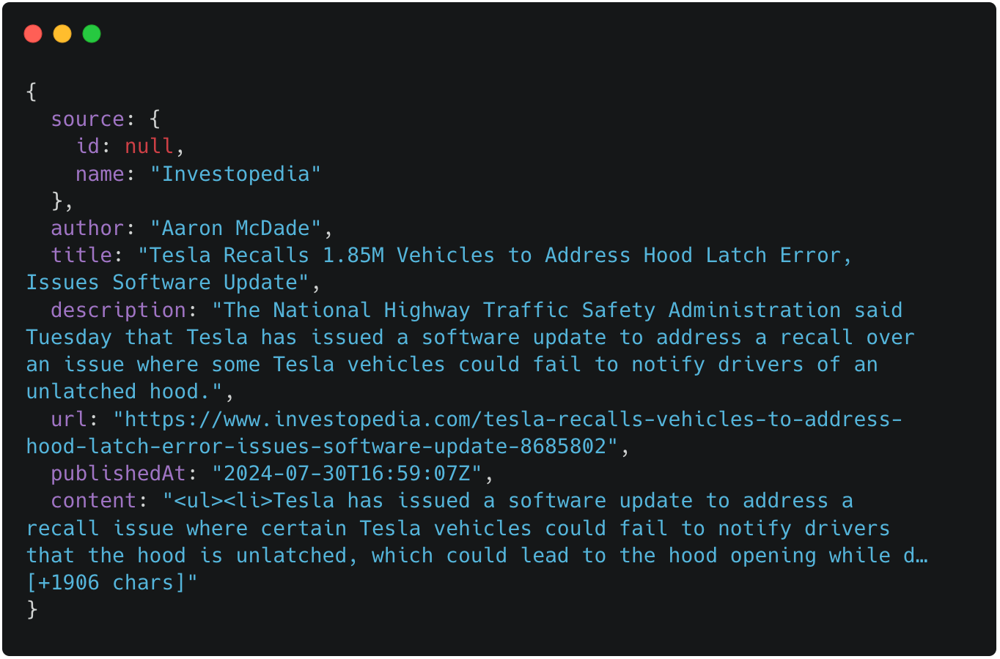 {
  source: {
    id: null,
    name: "Investopedia"
  },
  author: "Aaron McDade",
  title: "Tesla Recalls 1.85M Vehicles to Address Hood Latch Error,
Issues Software Update",
  description: "The National Highway Traffic Safety Administration said
Tuesday that Tesla has issued a software update to address a recall over
an issue where some Tesla vehicles could fail to notify drivers of an
unlatched hood.",
  url: "https://www.investopedia.com/tesla-recalls-vehicles-to-address-
hood-latch-error-issues-software-update-8685802",
  publishedAt: "2024-07-30T16:59:07Z",
  content: "<ul><li>Tesla has issued a software update to address a
recall issue where certain Tesla vehicles could fail to notify drivers
that the hood is unlatched, which could lead to the hood opening while d…
[+1906 chars]"
}